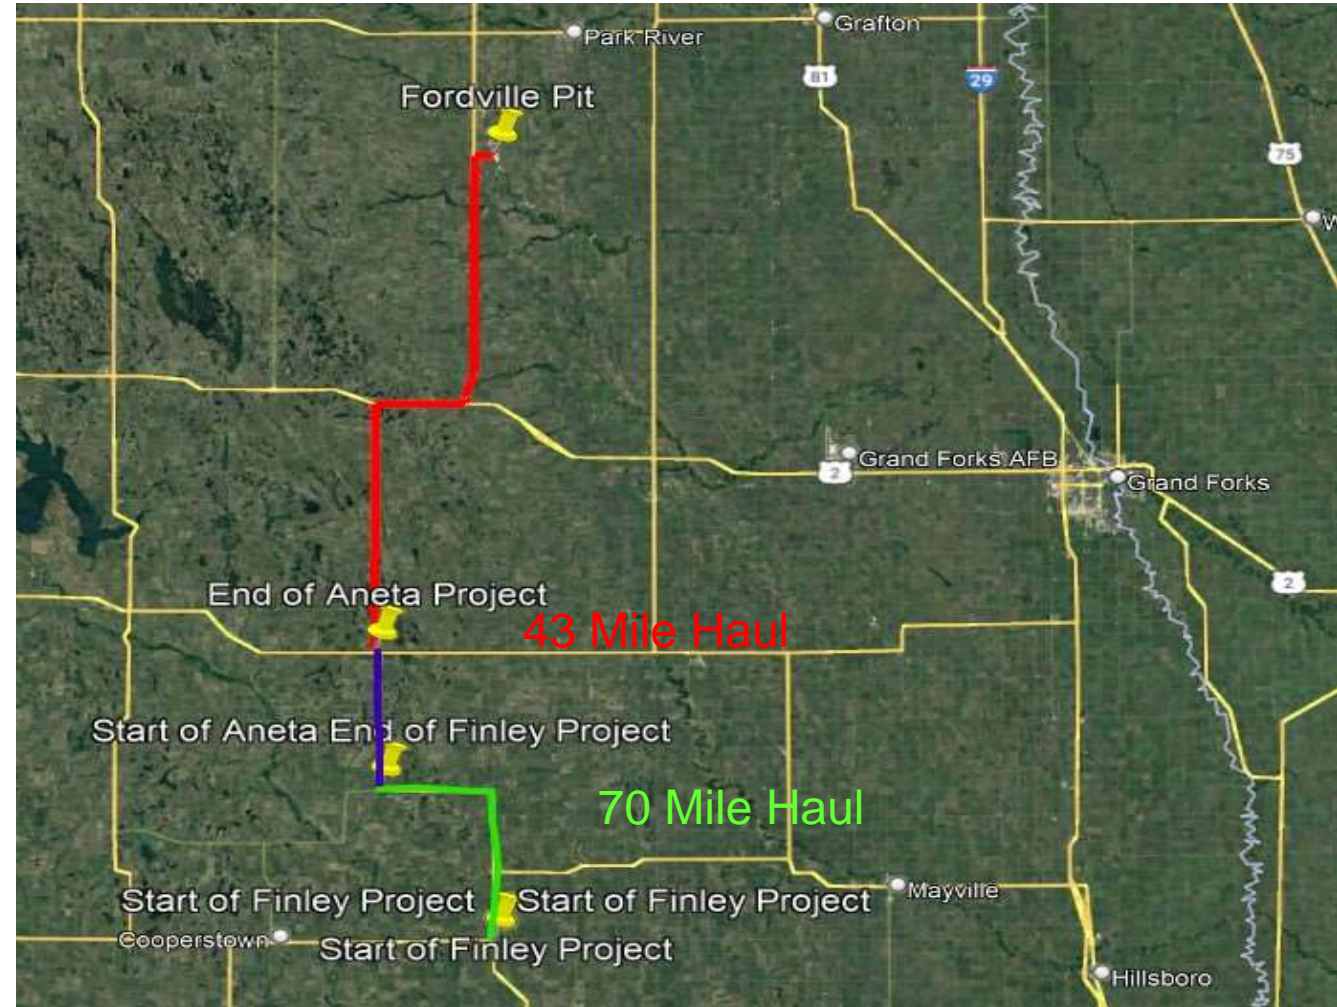 Park River
Grafton
81
29
Fordville Pit
75
W
Grand Forks AFB
2
Grand Forks
2
End of Aneta Project
43 Mile Haul
Start of Aneta End of Finley Project
70 Mile Haul
Start of Finley Project
Start of Finley Project
Mayville
Cooperstown
Start of Finley Project
Hillsboro